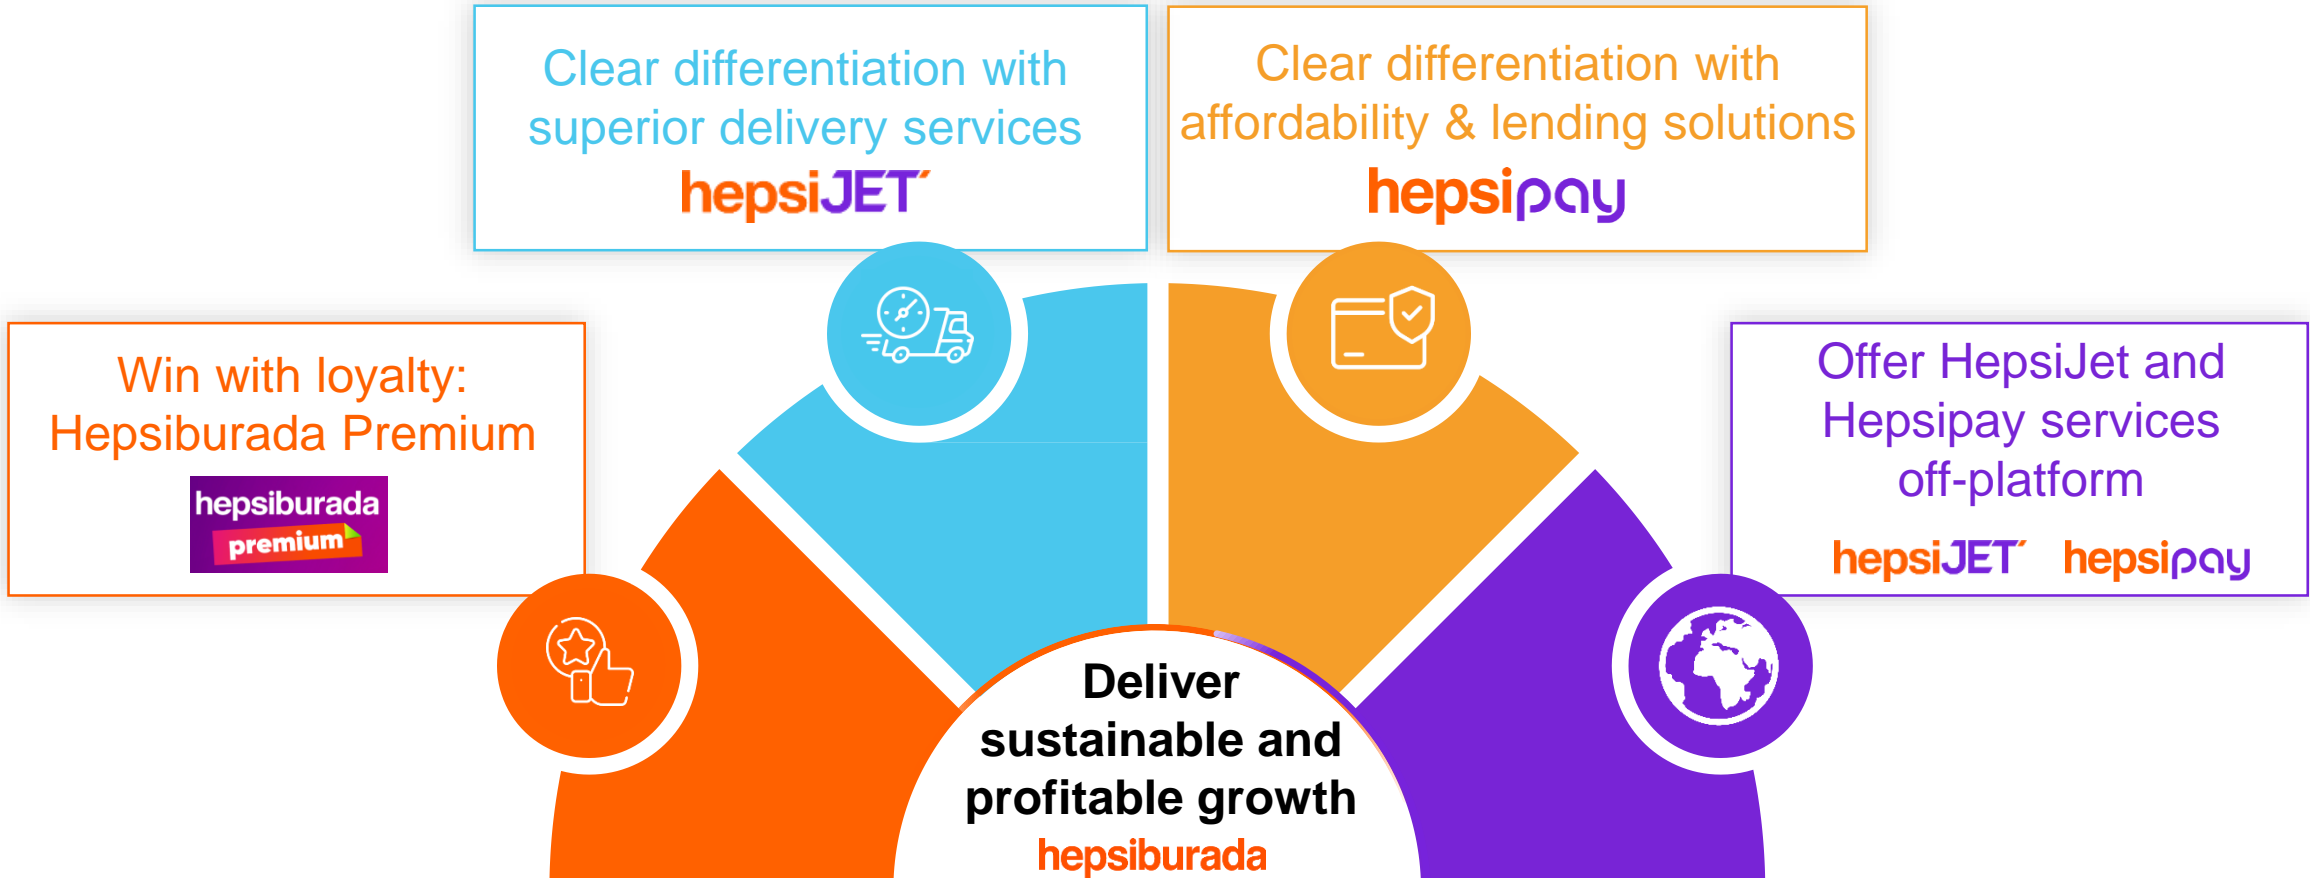 Clear differentiation with
superior delivery services
hepsiJET
Clear differentiation with
affordability & lending solutions
hepsipay
Win with loyalty:
Hepsiburada Premium
hepsiburada
premium
Offer HepsiJet and
Hepsipay services
off-platform
hepsiJET hepsipay
Deliver
sustainable and
profitable growth
hepsiburada